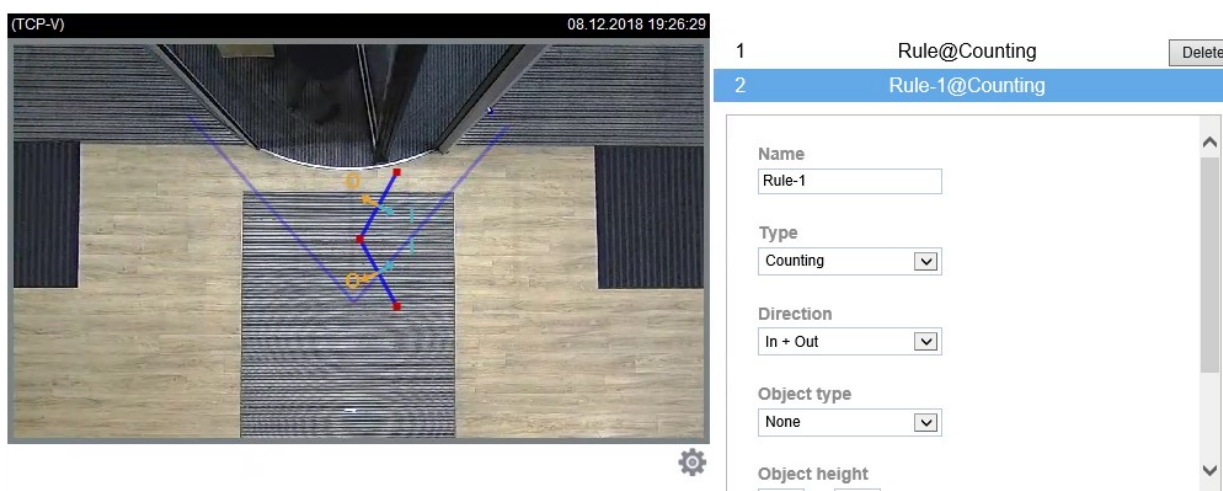 (TCP-V) 08.12.2018 19:26:29
1 Rule@Counting Delete
2 Rule-1@Counting
Name
Rule-1
Type
Counting
Direction
In + Out
Object type
None
Object height
O
I
I
O